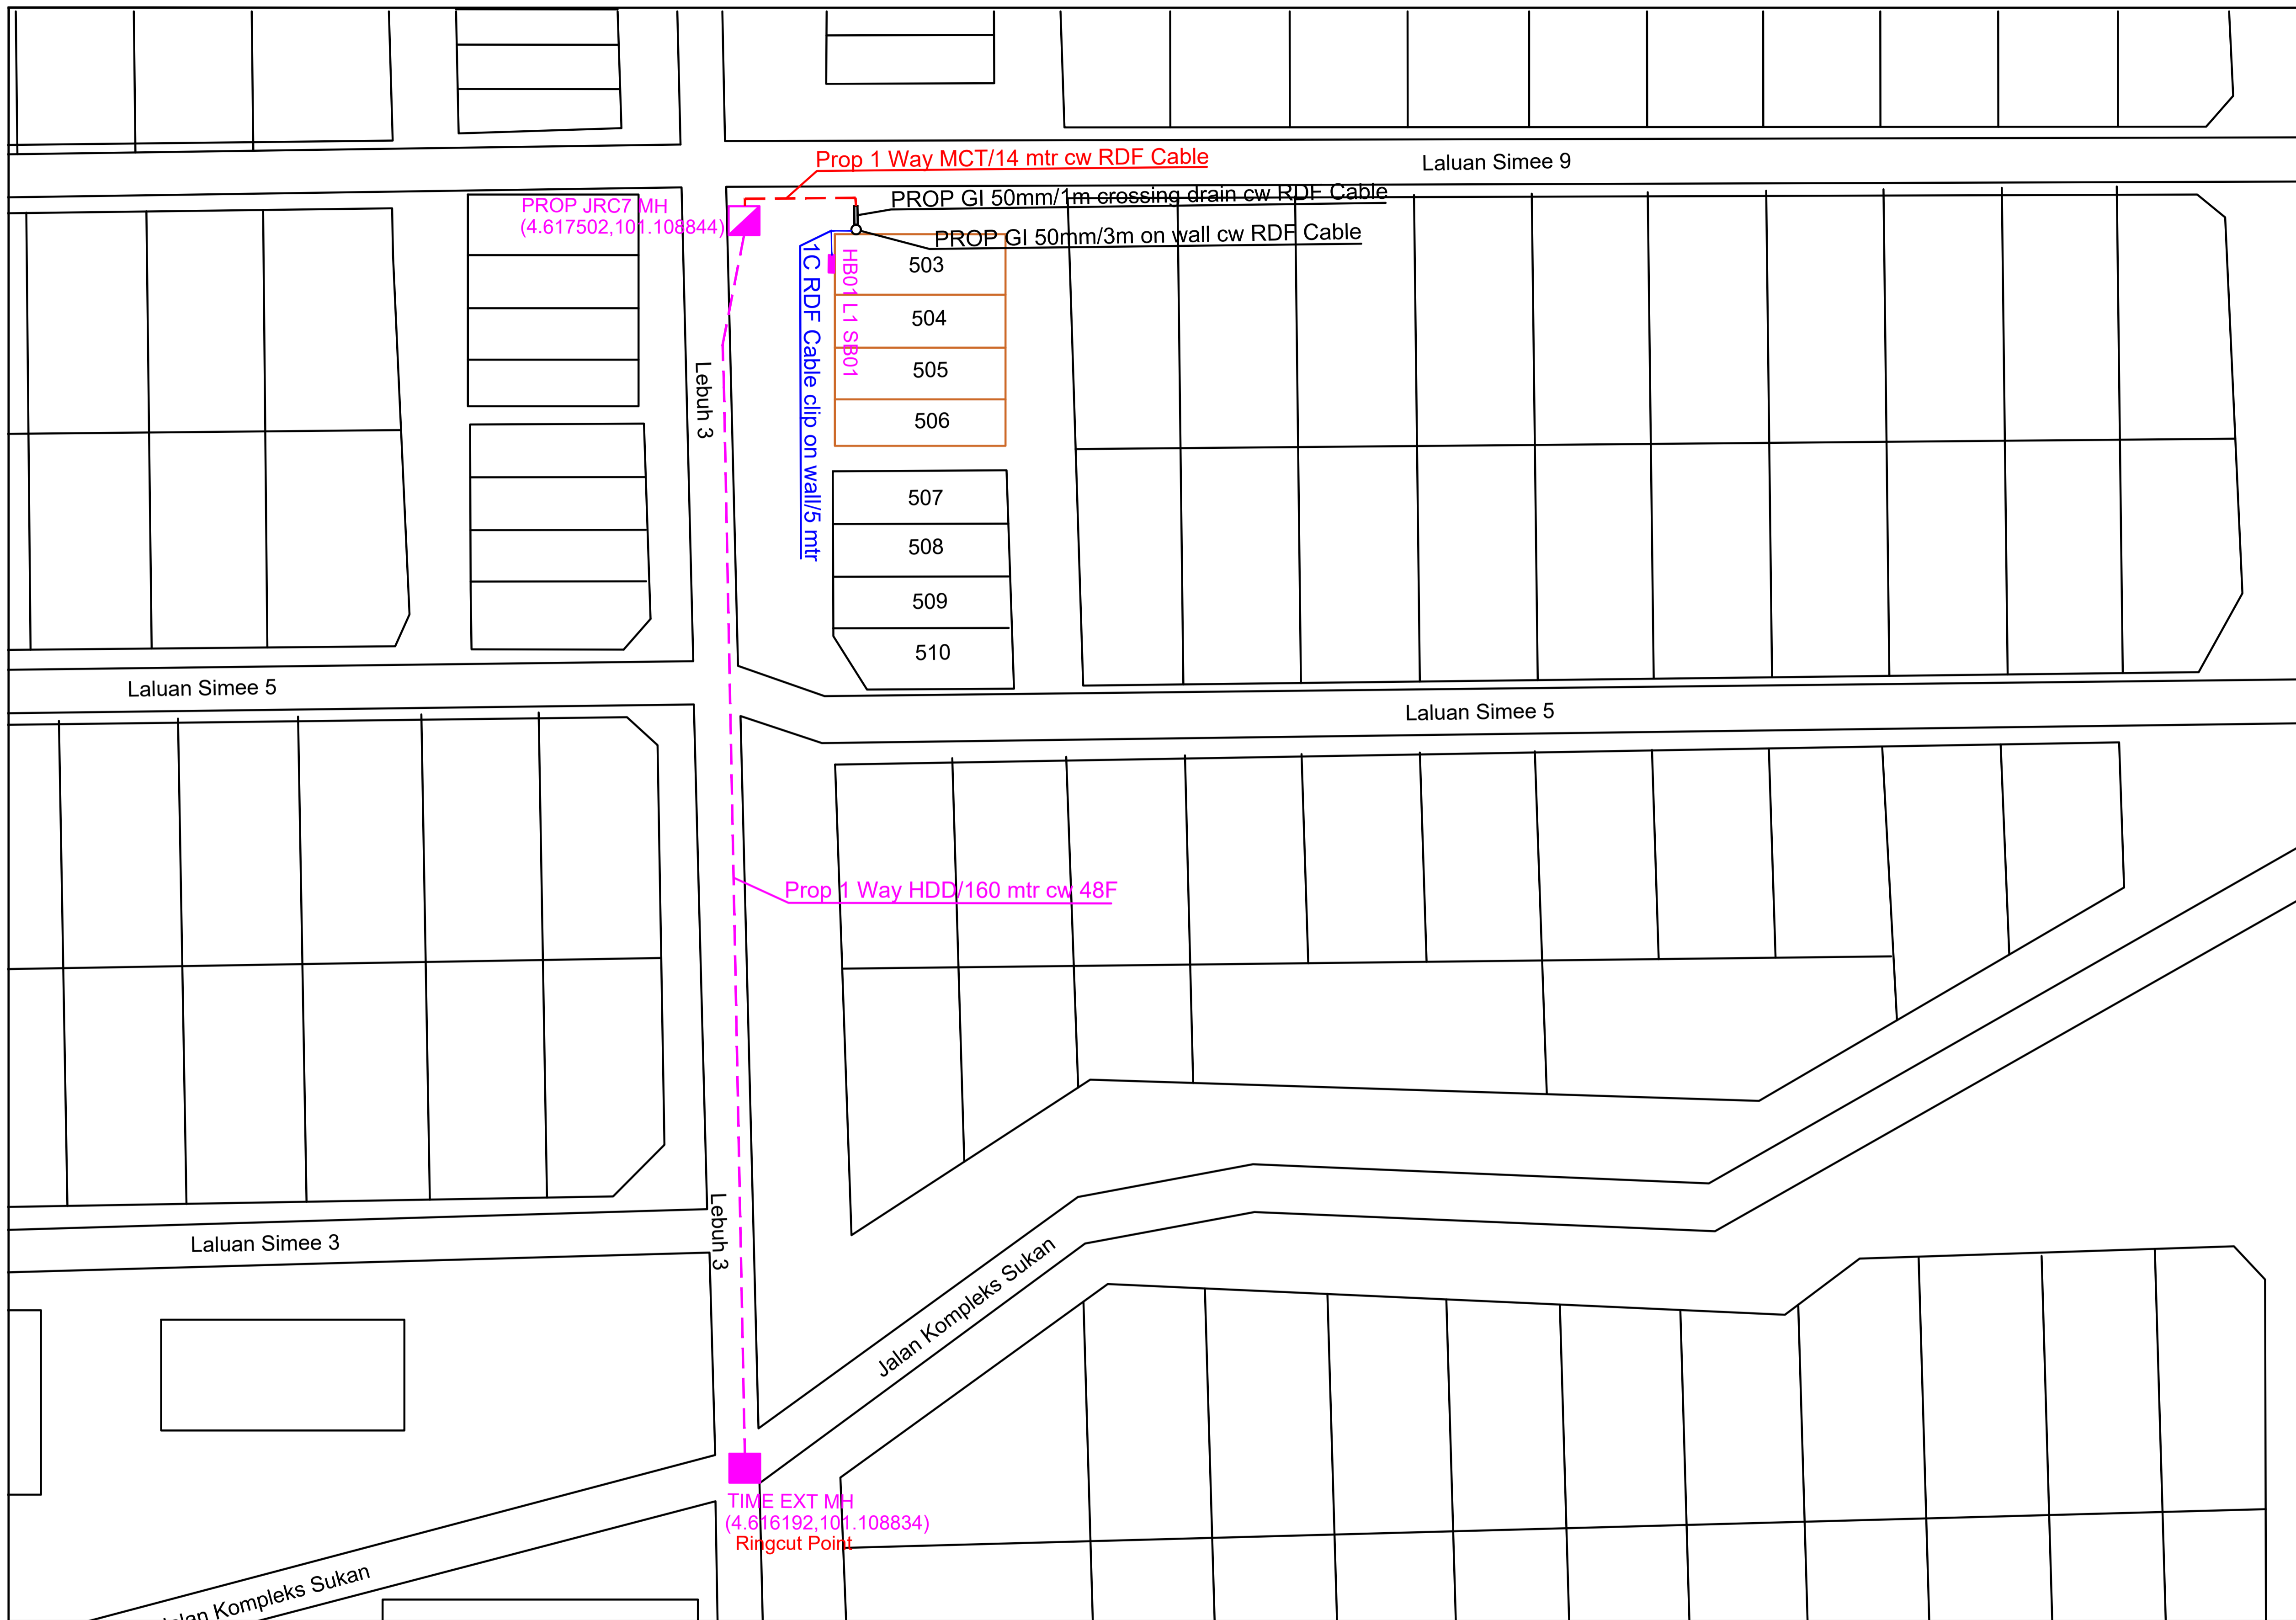 Prop 1 Way MCT/14 mtr cw RDF Cable
Laluan Simee 9
PROP GI 50mm/1m crossing drain cw RDF Cable
PROP JRC7 MH
(4.617502,101.108844)
PROP GI 50mm/3m on wall cw RDF Cable
1C RDF Cable clip on wall/5 mtr
HB01 L1 SB01
503
504
505
506
Lebuh 3
507
508
509
510
Laluan Simee 5
Laluan Simee 5
Prop 1 Way HDD/160 mtr cw 48F
Lebuh 3
Laluan Simee 3
Jalan Kompleks Sukan
TIME EXT MH
(4.616192,101.108834)
Ringcut Point
Jalan Kompleks Sukan